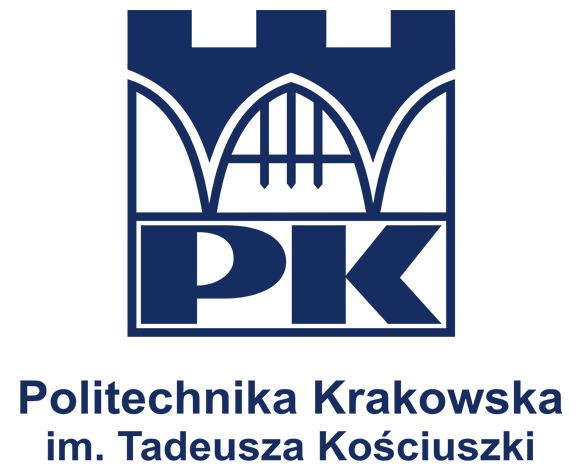 PK
Politechnika Krakowska
im. Tadeusza Kościuszki